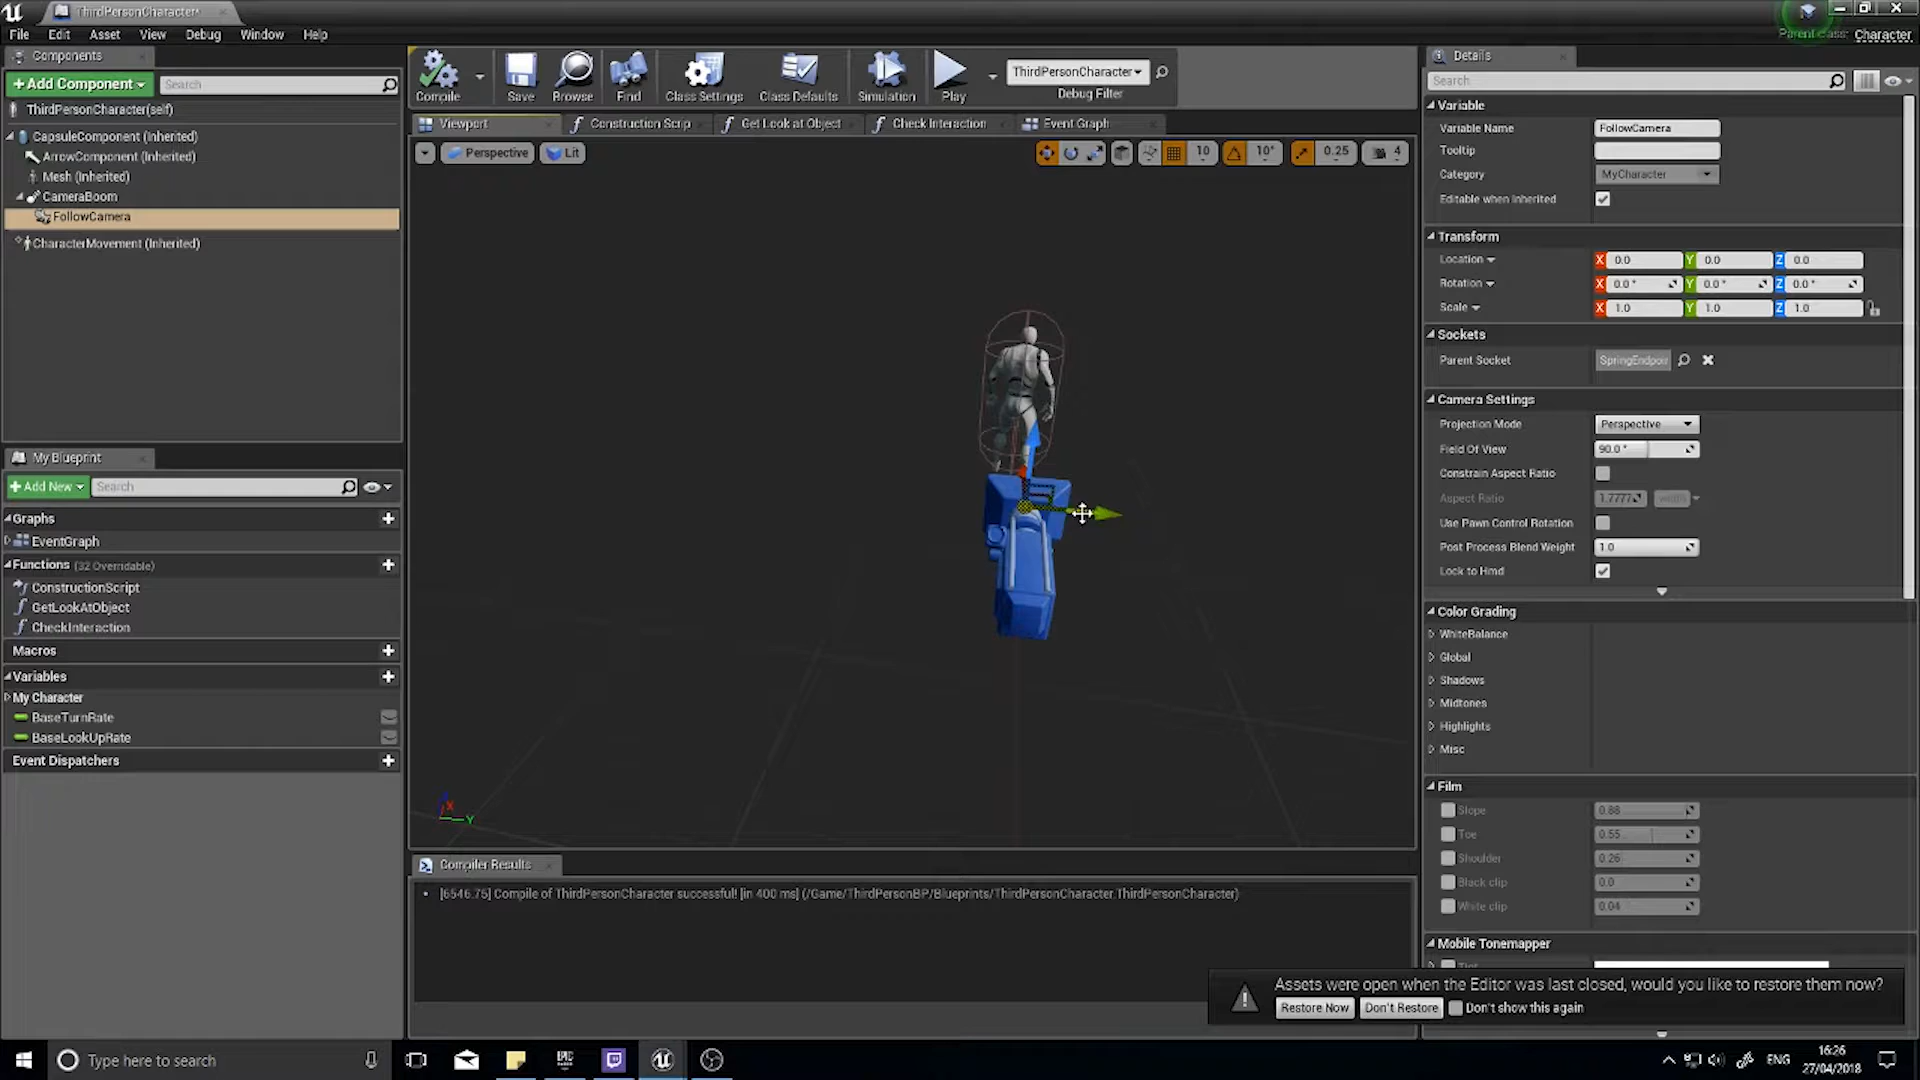 ThirdPersonCharacter*
File Edit Asset View Debug Window Help
Parent class: Character
Components
+Add Component
Search
ThirdPersonCharacter(self)
CapsuleComponent (Inherited)
ArrowComponent (Inherited)
Mesh (Inherited)
CameraBoom
FollowCamera
CharacterMovement (Inherited)
My Blueprint
+Add New
Search
Graphs
EventGraph
Functions (32 Overridable)
ConstructionScript
GetLookAtObject
CheckInteraction
Macros
Variables
My Character
BaseTurnRate
BaseLookUpRate
Event Dispatchers
Compile Save Browse Find Class Settings Class Defaults Simulation Play
ThirdPersonCharacter
Debug Filter
Viewport Construction Scrip Get Look at Object Check Interaction Event Graph
Perspective Lit
10 10° 0.25 4
X Y
Compiler Results
[6546.75] Compile of ThirdPersonCharacter successful! [in 400 ms] (/Game/ThirdPersonBP/Blueprints/ThirdPersonCharacter.ThirdPersonCharacter)
Details
Search
Variable
Variable Name FollowCamera
Tooltip
Category MyCharacter
Editable when Inherited
Transform
Location X 0.0 Y 0.0 Z 0.0
Rotation X 0.0 ° Y 0.0 ° Z 0.0 °
Scale X 1.0 Y 1.0 Z 1.0
Sockets
Parent Socket SpringEndpoir
Camera Settings
Projection Mode Perspective
Field Of View 90.0 °
Constrain Aspect Ratio
Aspect Ratio 1.7777
Use Pawn Control Rotation
Post Process Blend Weight 1.0
Lock to Hmd
Color Grading
WhiteBalance
Global
Shadows
Midtones
Highlights
Misc
Film
Slope 0.88
Toe 0.55
Shoulder 0.26
Black clip 0.0
White clip 0.04
Mobile Tonemapper
Assets were open when the Editor was last closed, would you like to restore them now?
Restore Now Don't Restore Don't show this again
Type here to search
EPIC
ENG
16:26
27/04/2018